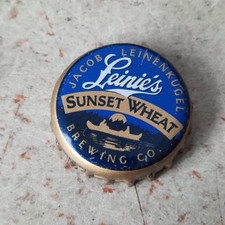 JACOB LEINENKUGEL
Leinie's
SUNSET WHEAT
BREWING CO.